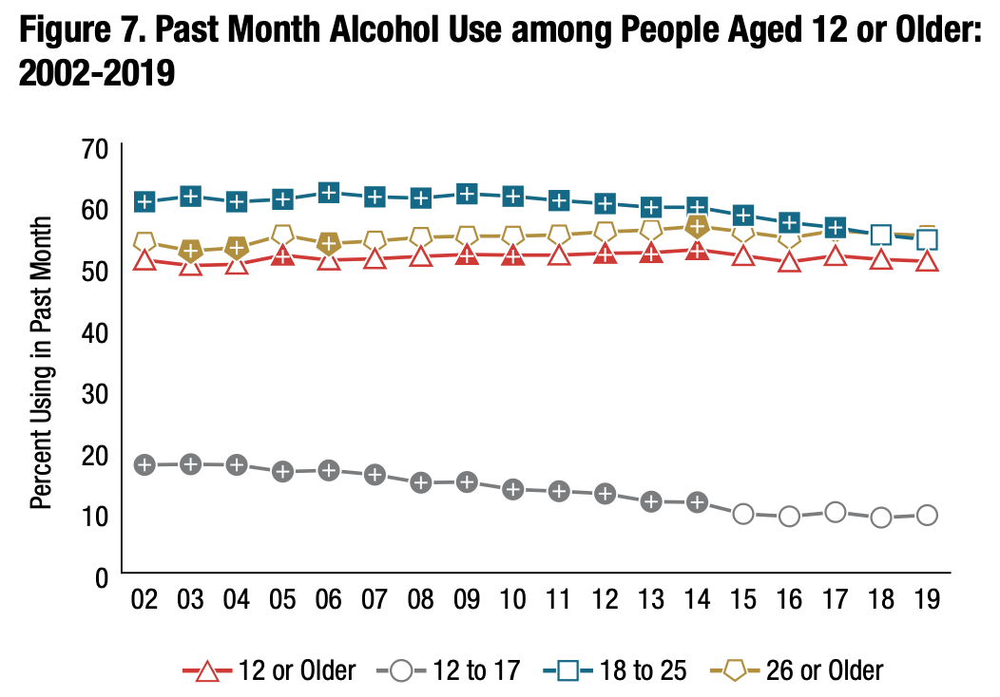 Figure 7. Past Month Alcohol Use among People Aged 12 or Older:
2002-2019
Percent Using in Past Month
70
60
50
40
30
20
10
0
02 03 04 05 06 07 08 09 10 11 12 13 14 15 16 17 18 19
12 or Older 12 to 17 18 to 25 26 or Older